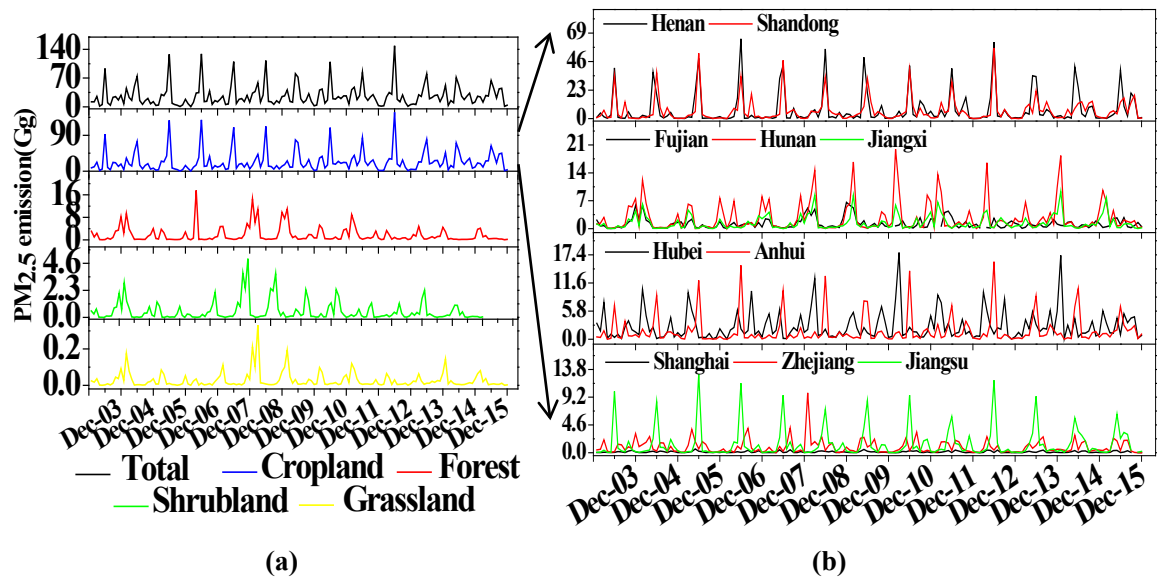 PM2.5 emission(Gg)
140
70
0
90
0
16
8
0
4.6
2.3
0.0
0.2
0.0
Dec-03 Dec-04 Dec-05 Dec-06 Dec-07 Dec-08 Dec-09 Dec-10 Dec-11 Dec-12 Dec-13 Dec-14 Dec-15
Total Cropland Forest
Shrubland Grassland
(a)
Henan Shandong
69
46
23
0
Fujian Hunan Jiangxi
21
14
7
0
Hubei Anhui
17.4
11.6
5.8
0.0
Shanghai Zhejiang Jiangsu
13.8
9.2
4.6
0.0
Dec-03 Dec-04 Dec-05 Dec-06 Dec-07 Dec-08 Dec-09 Dec-10 Dec-11 Dec-12 Dec-13 Dec-14 Dec-15
(b)